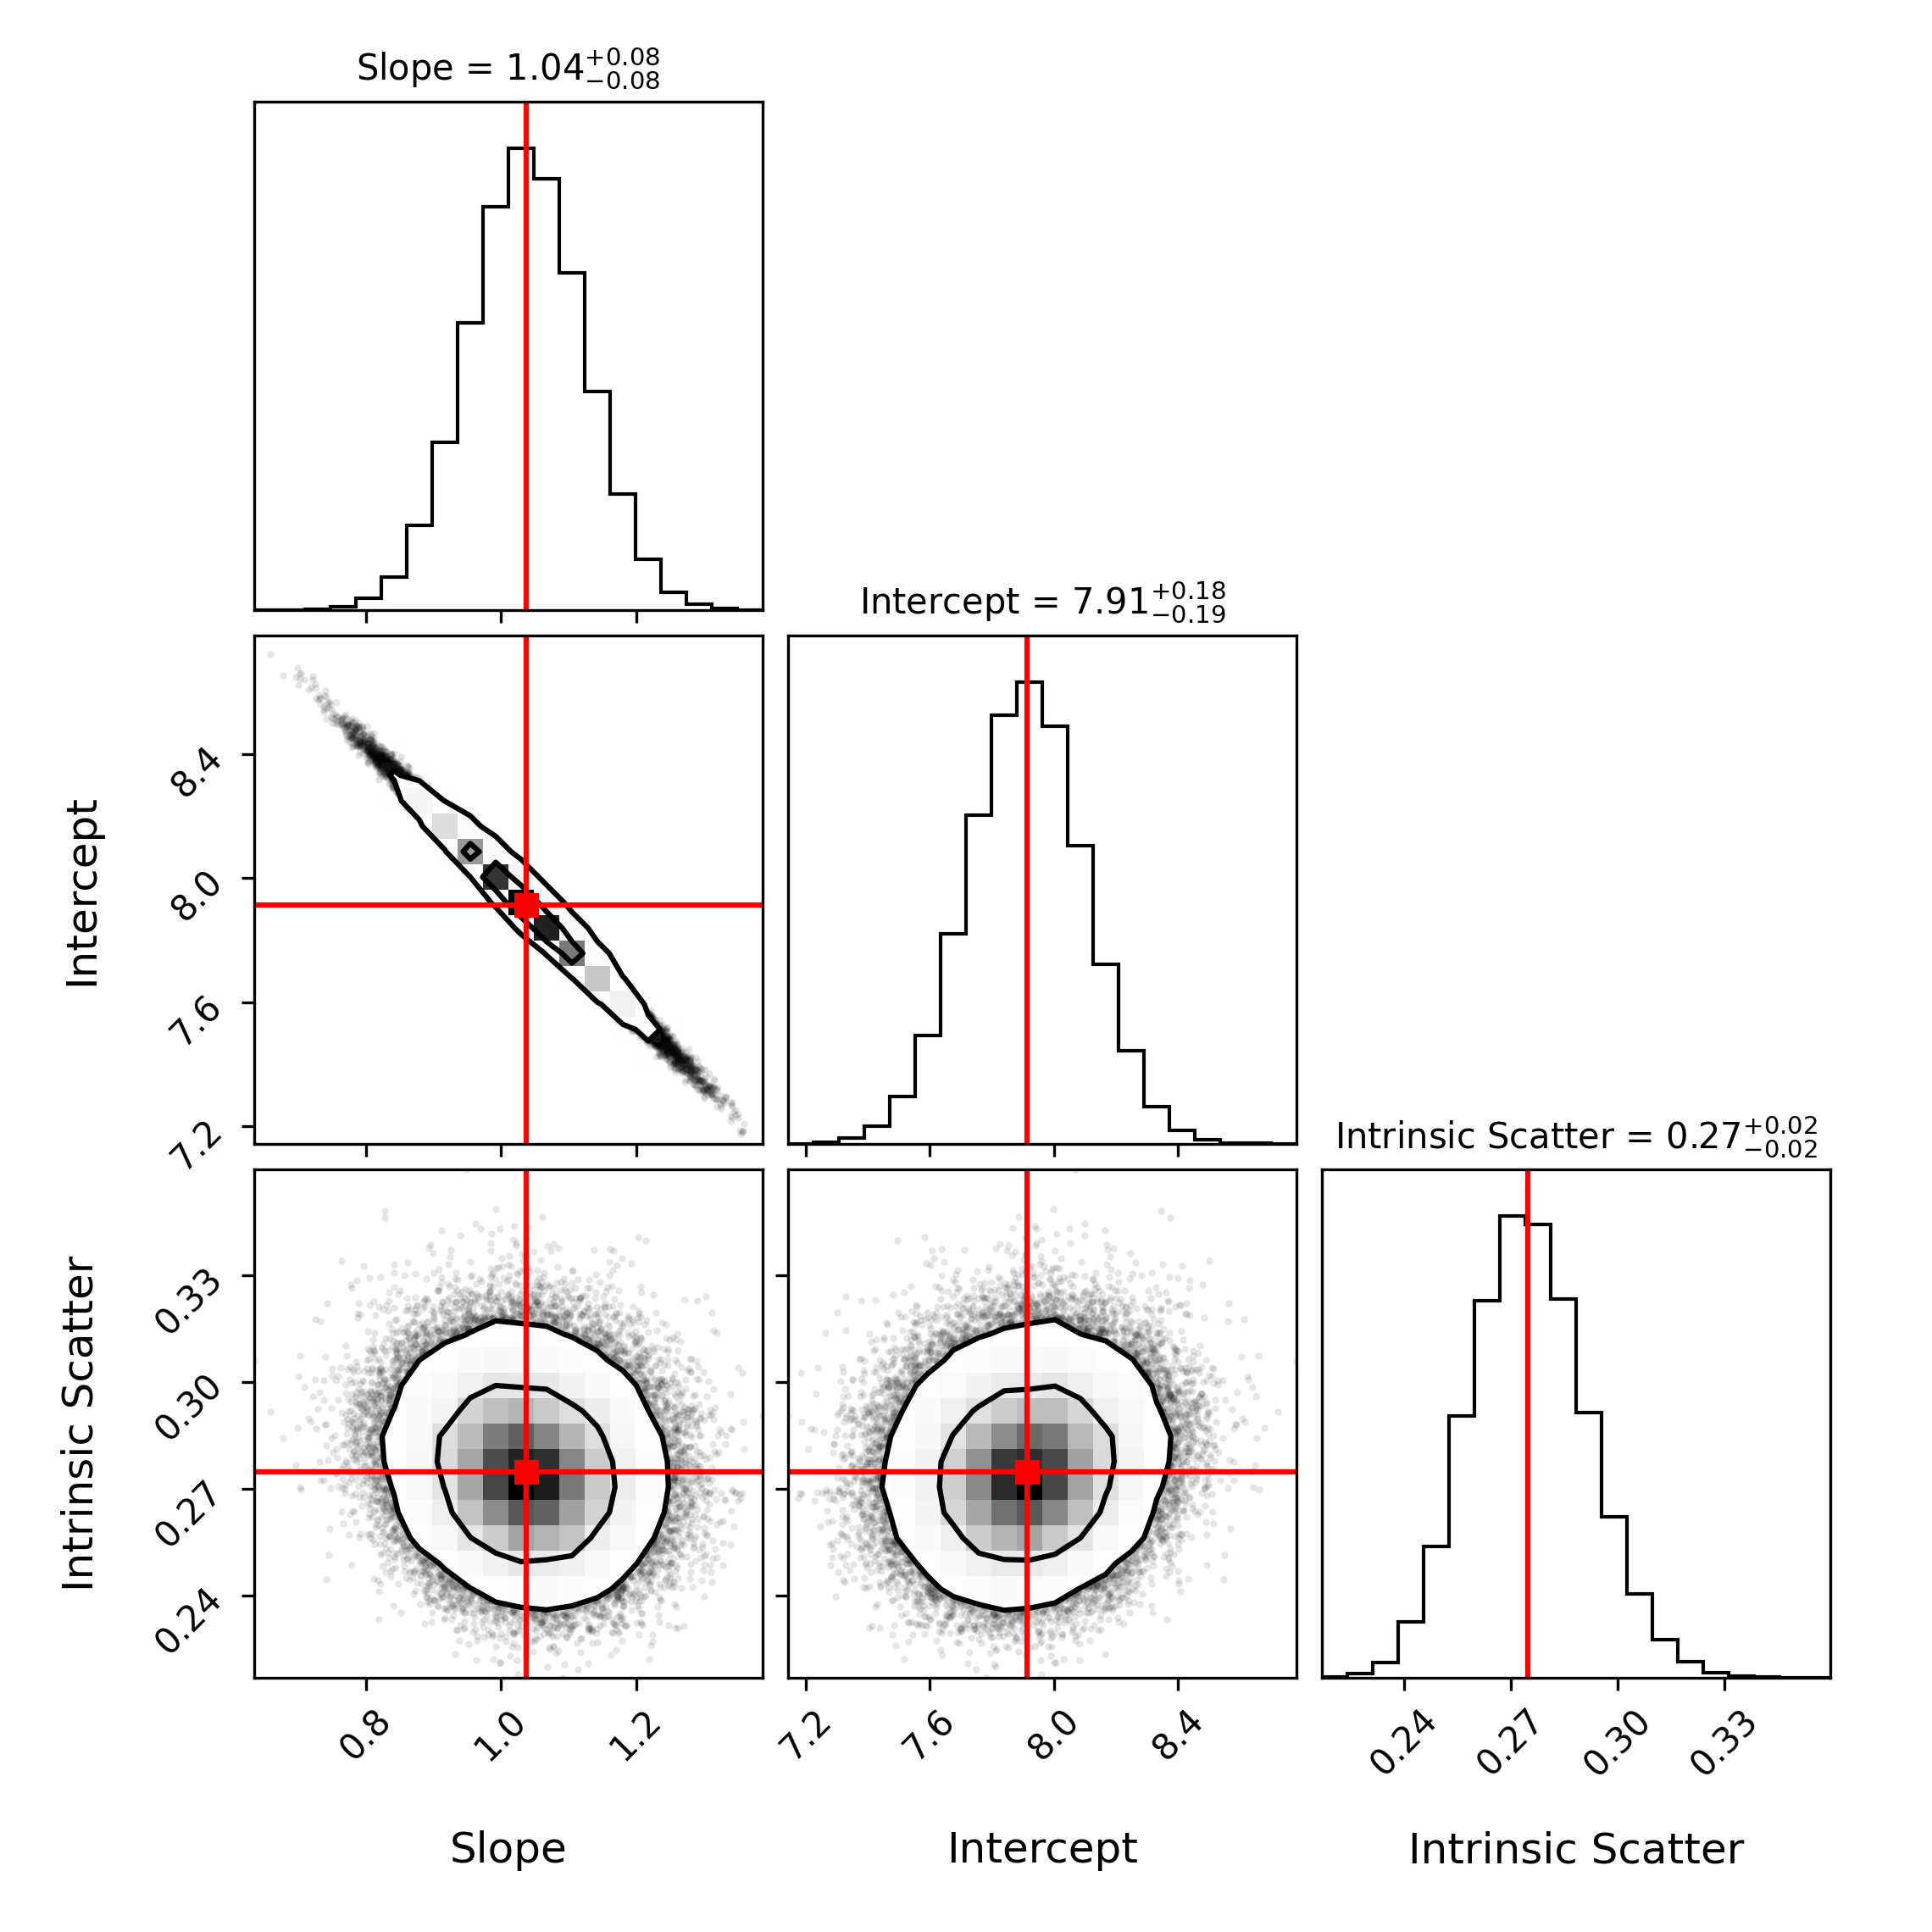 Slope = 1.04+0.08 −0.08
Intercept = 7.91+0.18 −0.19
Intercept
8.4
8.0
7.6
7.2
Intrinsic Scatter = 0.27+0.02 −0.02
Intrinsic Scatter
0.33
0.30
0.27
0.24
0.8 1.0 1.2 7.2 7.6 8.0 8.4 0.24 0.27 0.30 0.33
Slope Intercept Intrinsic Scatter